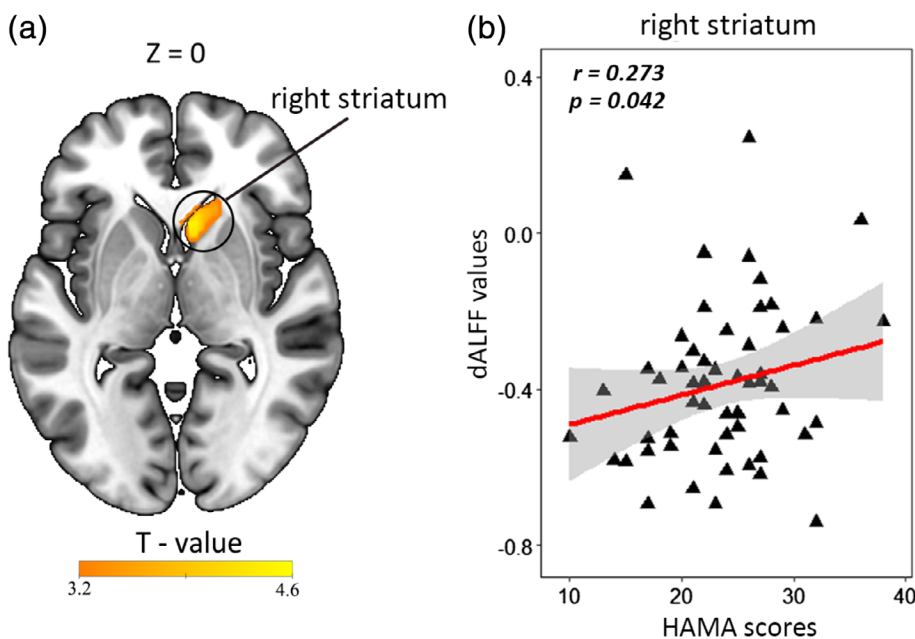 (a)
Z = 0
right striatum
T - value
3.2 4.6
(b)
right striatum
r = 0.273
p = 0.042
dALFF values
0.4
0.0
-0.4
-0.8
10 20 30 40
HAMA scores